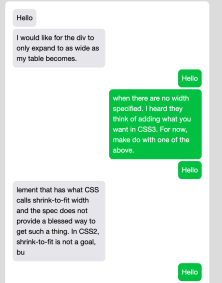 Hello
I would like for the div to
only expand to as wide as
my table becomes.
Hello
when there are no width
specified. I heard they
think of adding what you
want in CSS3. For now,
make do with one of the
above.
Hello
lement that has what CSS
calls shrink-to-fit width
and the spec does not
provide a blessed way to
get such a thing. In CSS2,
shrink-to-fit is not a goal,
bu
Hello